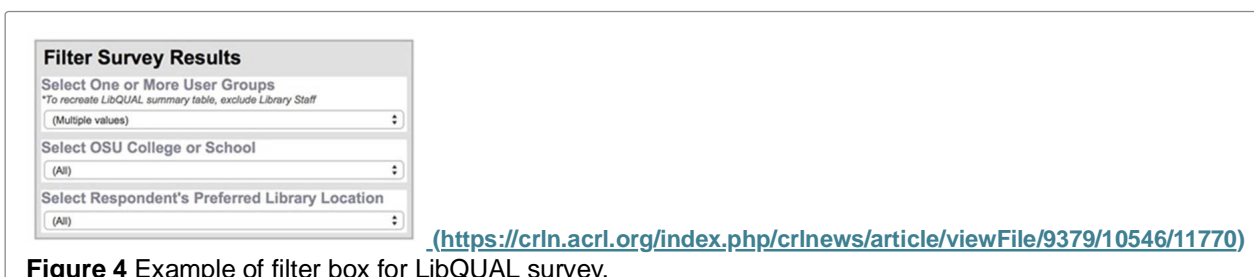 Filter Survey Results
Select One or More User Groups
*To recreate LibQUAL summary table, exclude Library Staff
(Multiple values)
Select OSU College or School
(All)
Select Respondent's Preferred Library Location
(All)
(https://crln.acrl.org/index.php/crlnews/article/viewFile/9379/10546/11770)
Figure 4 Example of filter box for LibQUAL survey.